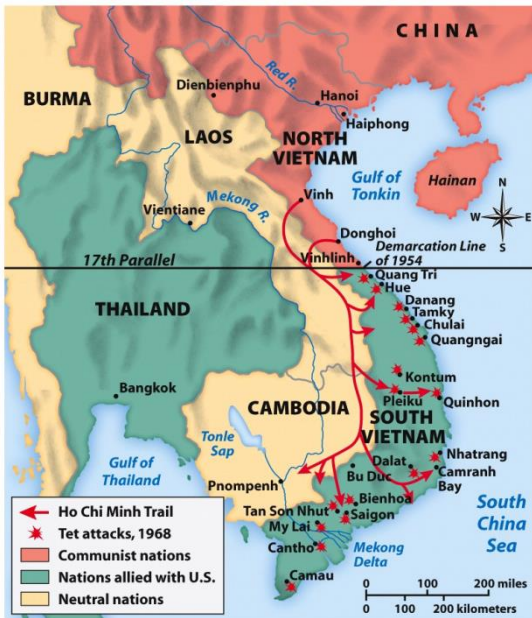 CHINA
BURMA
Dienbienphu
Red R.
Hanoi
Haiphong
LAOS
NORTH
VIETNAM
Gulf of
Tonkin
Hainan
N
W
E
S
Mekong R.
Vinh
Vientiane
Donghoi
Demarcation Line
of 1954
Vinhlinh
17th Parallel
Quang Tri
Hue
THAILAND
Danang
Tamky
Chulai
Quangngai
Kontum
Bangkok
Pleiku
Quinhon
CAMBODIA
SOUTH
VIETNAM
Tonle
Sap
Gulf of
Thailand
Pnompenh
Nhatrang
Dalat
Camranh
Bay
Bu Duc
Bienhoa
Tan Son Nhut
Saigon
My Lai
South
China
Sea
Cantho
Mekong
Delta
Camau
Ho Chi Minh Trail
Tet attacks, 1968
Communist nations
Nations allied with U.S.
Neutral nations
0 100 200 miles
0 100 200 kilometers